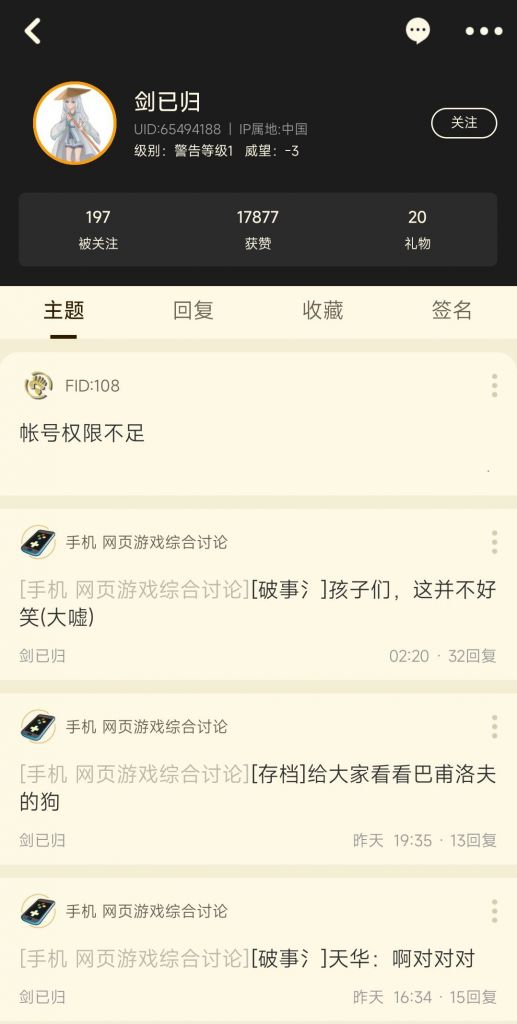 剑已归
UID:65494188 | IP属地:中国
级别：警告等级1 威望：-3
关注
197 17877 20
被关注 获赞 礼物
主题 回复 收藏 签名
FID:108
帐号权限不足
手机 网页游戏综合讨论
[手机 网页游戏综合讨论][破事氵]孩子们，这并不好
笑(大嘘)
剑已归 02:20 · 32回复
手机 网页游戏综合讨论
[手机 网页游戏综合讨论][存档]给大家看看巴甫洛夫
的狗
剑已归 昨天 19:35 · 13回复
手机 网页游戏综合讨论
[手机 网页游戏综合讨论][破事氵]天华：啊对对对
剑已归 昨天 16:34 · 15回复